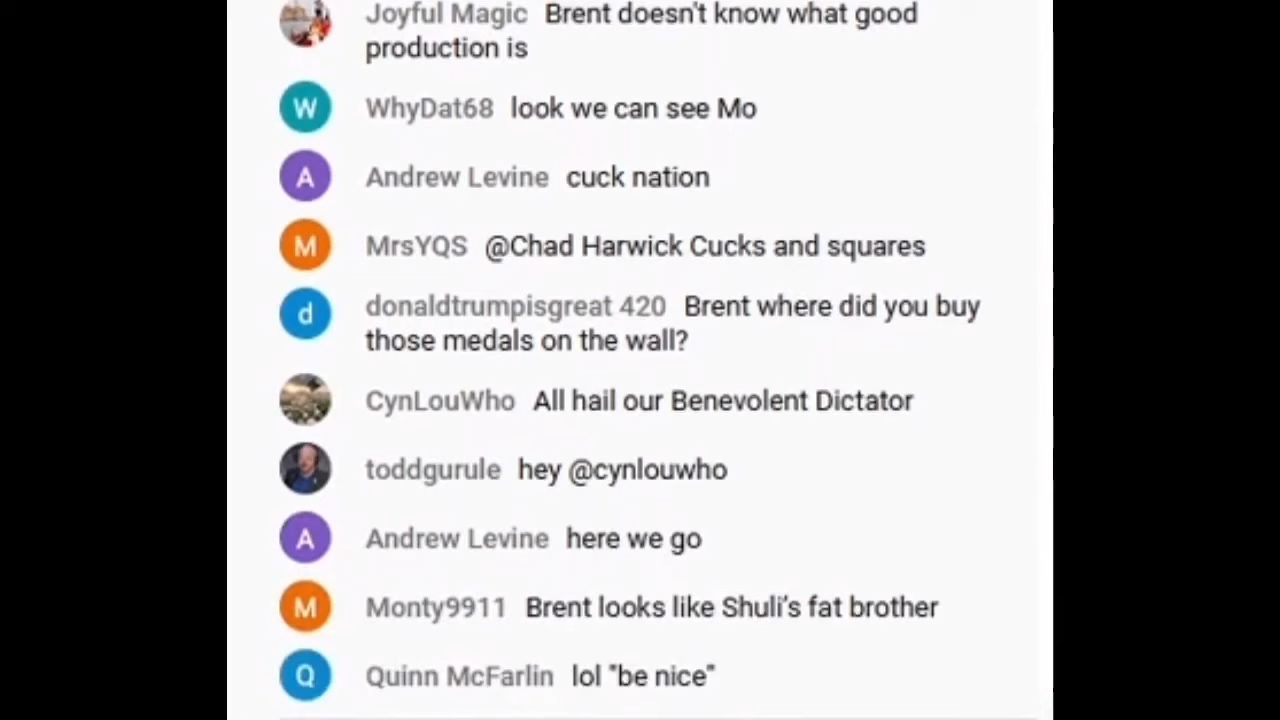 Joyful Magic Brent doesn't know what good
production is
W WhyDat68 look we can see Mo
A Andrew Levine cuck nation
M MrsYQS @Chad Harwick Cucks and squares
d donaldtrumpisgreat 420 Brent where did you buy
those medals on the wall?
CynLouWho All hail our Benevolent Dictator
toddgurule hey @cynlouwho
A Andrew Levine here we go
M Monty9911 Brent looks like Shuli's fat brother
Q Quinn McFarlin lol "be nice"